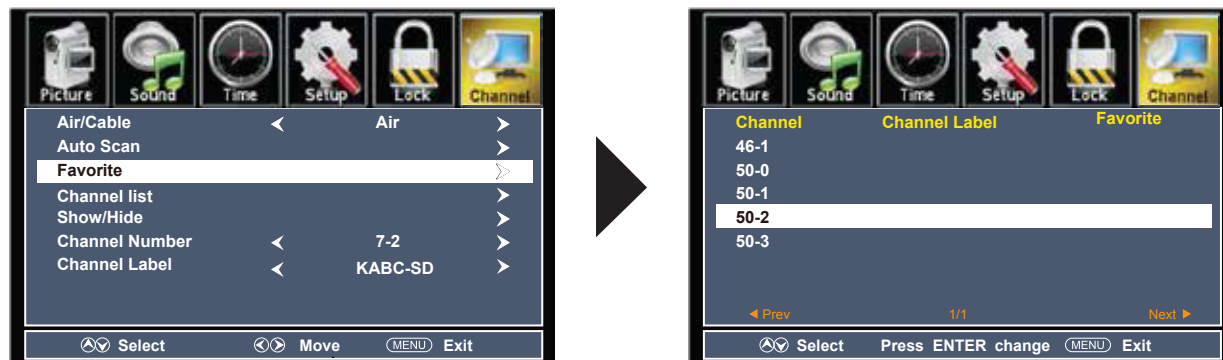 Picture Sound Time Setup Lock Channel
Air/Cable Air
Auto Scan
Favorite
Channel list
Show/Hide
Channel Number 7-2
Channel Label KABC-SD
Select Move MENU Exit
Picture Sound Time Setup Lock Channel
Channel Channel Label Favorite
46-1
50-0
50-1
50-2
50-3
Prev 1/1 Next
Select Press ENTER change MENU Exit